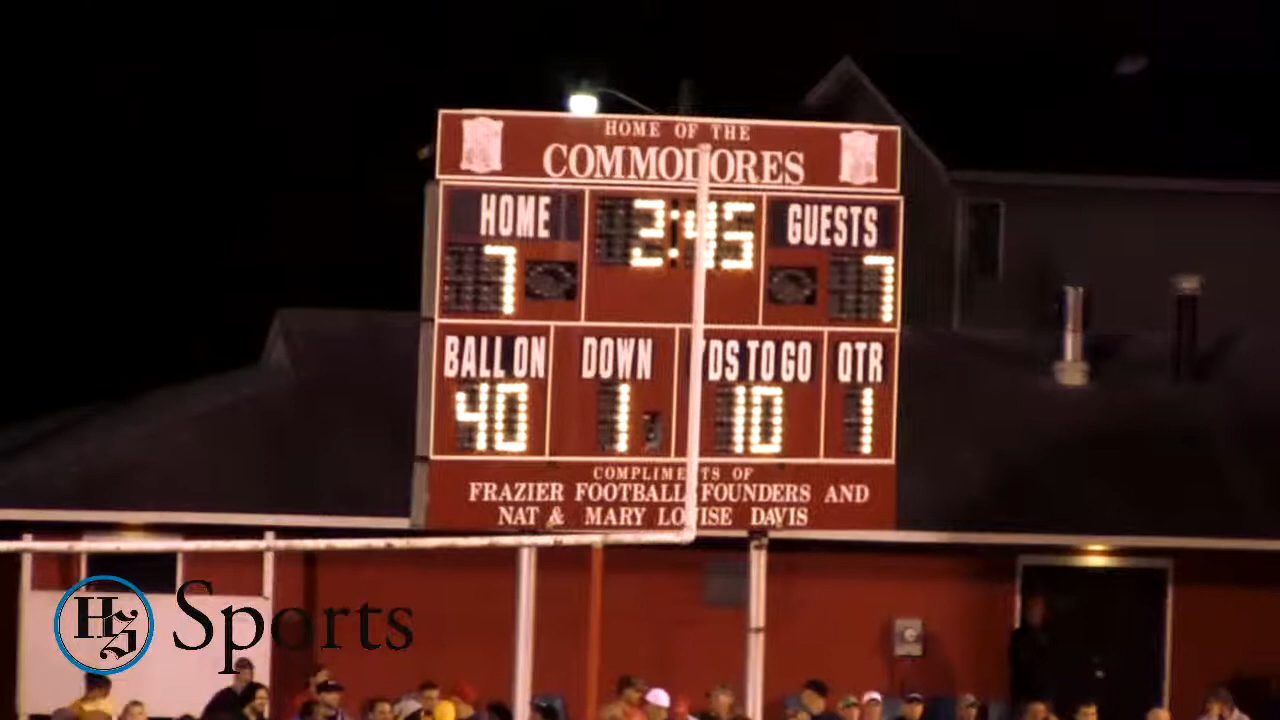 HOME OF THE
COMMODORES
HOME 2:45 GUESTS
7 7
BALL ON DOWN YDS TO GO QTR
40 1 10 1
COMPLIMENTS OF
FRAZIER FOOTBALL FOUNDERS AND
NAT & MARY LOUISE DAVIS
HS Sports